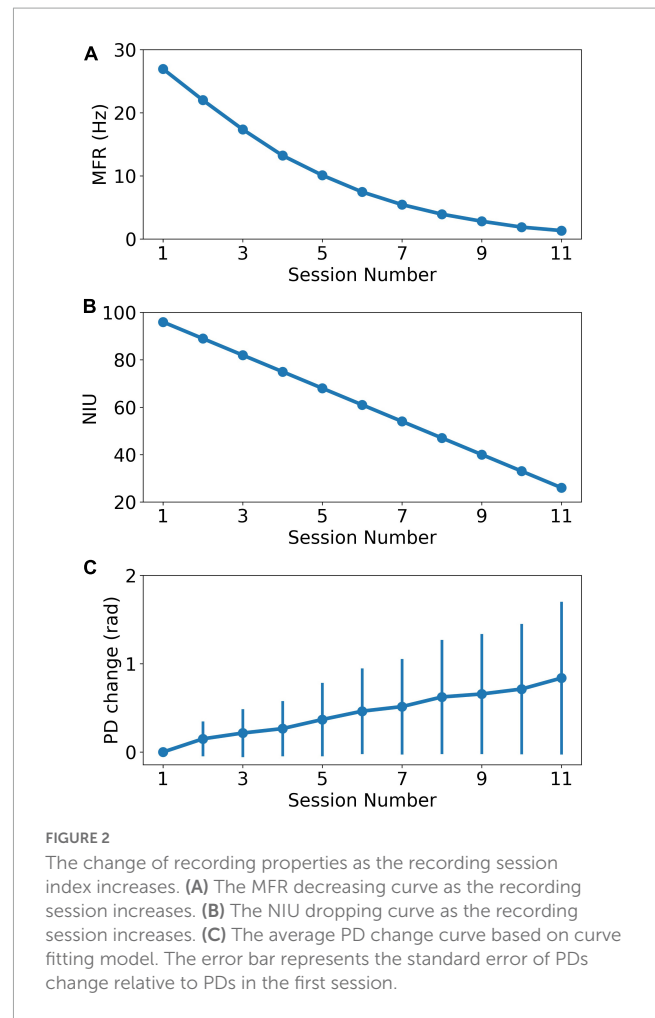 A
30
20
10
0
MFR (Hz)
1 3 5 7 9 11
Session Number
B
100
80
60
40
20
NIU
1 3 5 7 9 11
Session Number
C
2
1
0
PD change (rad)
1 3 5 7 9 11
Session Number
FIGURE 2
The change of recording properties as the recording session
index increases. (A) The MFR decreasing curve as the recording
session increases. (B) The NIU dropping curve as the recording
session increases. (C) The average PD change curve based on curve
fitting model. The error bar represents the standard error of PDs
change relative to PDs in the first session.